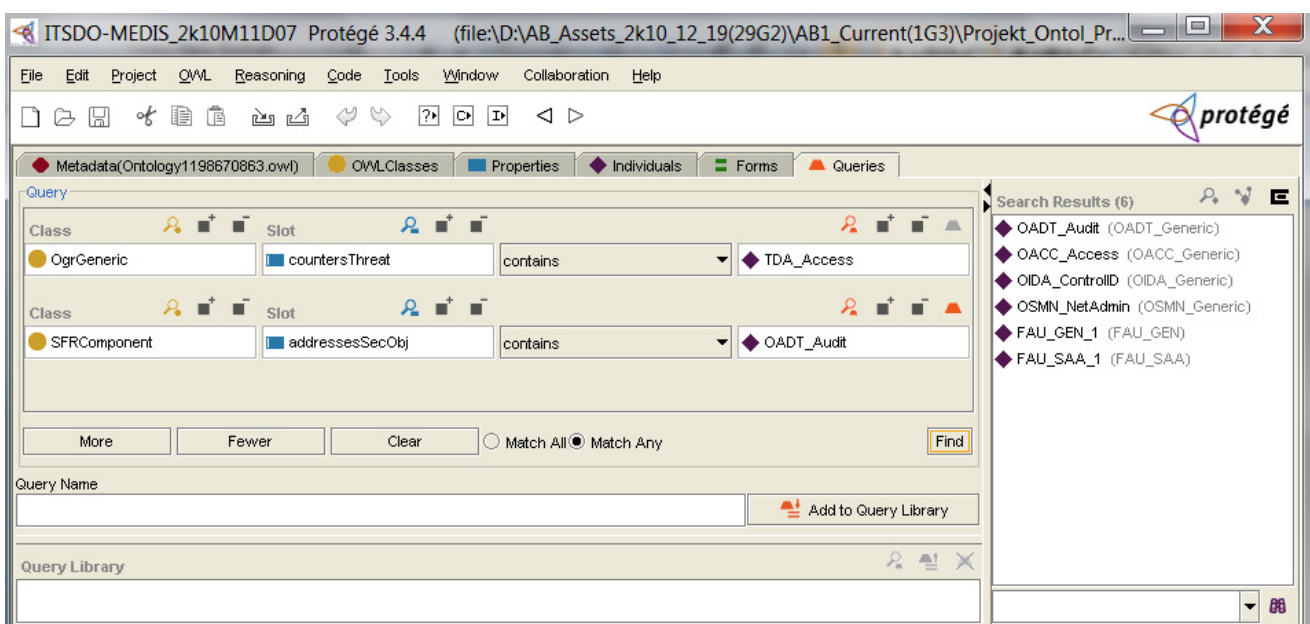 ITSDO-MEDIS_2k10M11D07 Protégé 3.4.4 (file:\D:\AB_Assets_2k10_12_19(29G2)\AB1_Current(1G3)\Projekt_Ontol_Pr...
File Edit Project OWL Reasoning Code Tools Window Collaboration Help
protégé
Metadata(Ontology1198670863.owl) OWLClasses Properties Individuals Forms Queries
Query
Class Slot
OgrGeneric countersThreat contains TDA_Access
Class Slot
SFRComponent addressesSecObj contains OADT_Audit
More Fewer Clear Match All Match Any Find
Query Name
Add to Query Library
Query Library
Search Results (6)
OADT_Audit (OADT_Generic)
OACC_Access (OACC_Generic)
OIDA_ControlID (OIDA_Generic)
OSMN_NetAdmin (OSMN_Generic)
FAU_GEN_1 (FAU_GEN)
FAU_SAA_1 (FAU_SAA)